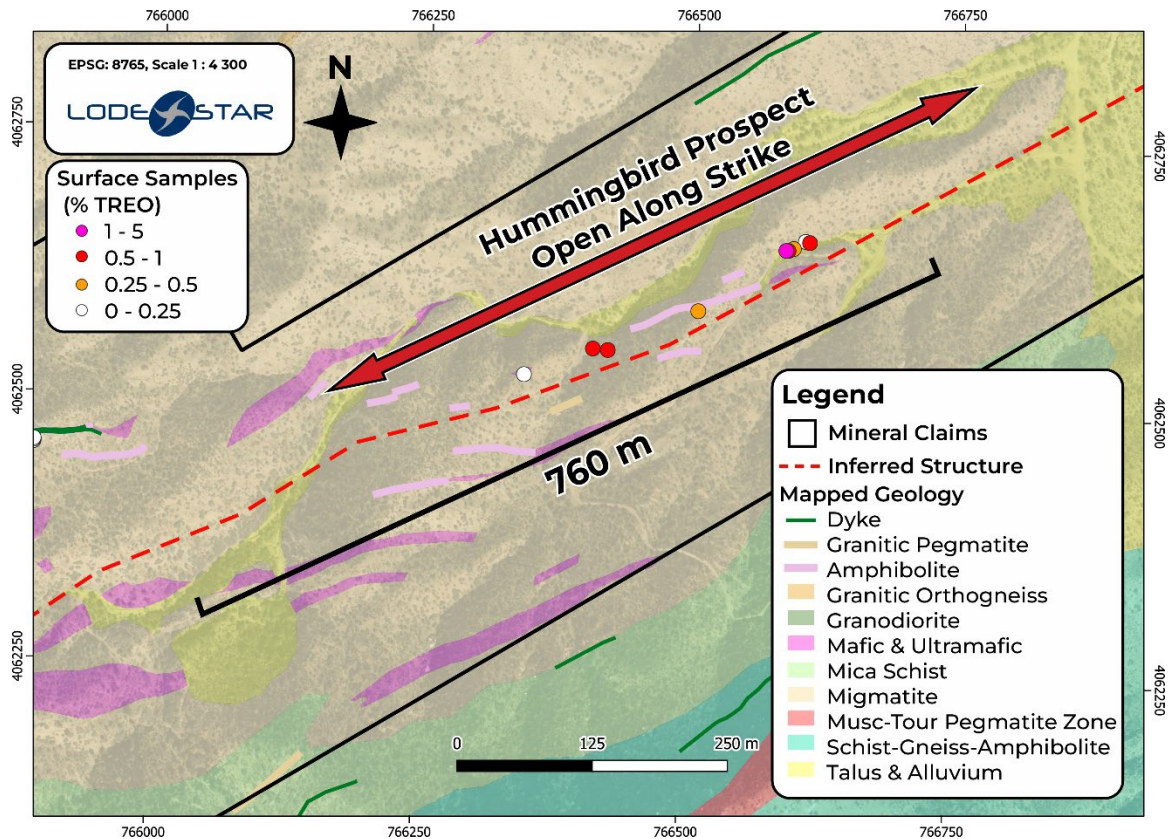 766000
766250
766500
766750
EPSG: 8765, Scale 1 : 4 300
LODESTAR
N
4062750
4062750
Surface Samples
(% TREO)
1 - 5
0.5 - 1
0.25 - 0.5
0 - 0.25
Hummingbird Prospect
Open Along Strike
4062500
4062500
760 m
Legend
Mineral Claims
Inferred Structure
Mapped Geology
Dyke
Granitic Pegmatite
Amphibolite
Granitic Orthogneiss
Granodiorite
Mafic & Ultramafic
Mica Schist
Migmatite
Musc-Tour Pegmatite Zone
Schist-Gneiss-Amphibolite
Talus & Alluvium
4062250
4062250
0
125
250 m
766000
766250
766500
766750